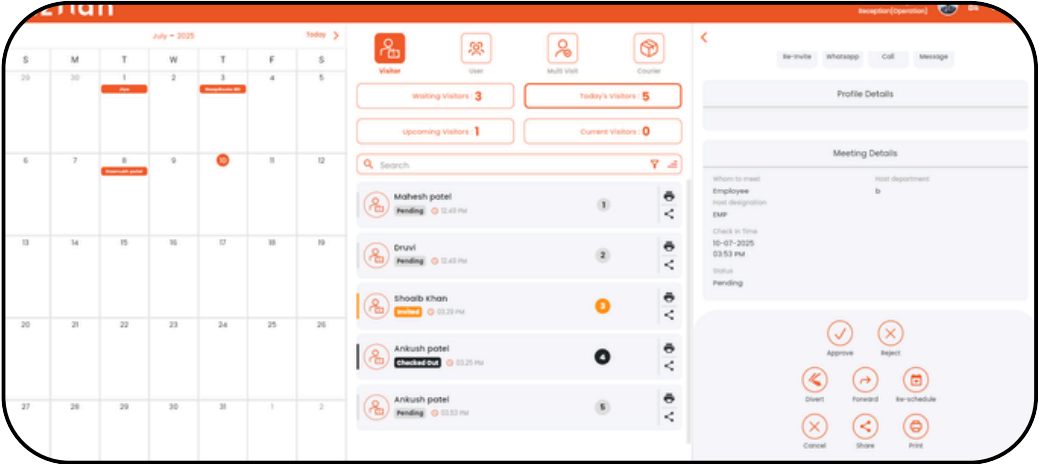 Reception(Operation)
July - 2025
Today
S M T W T F S
29 30 1 2 3 4 5
6 7 8 9 10 11 12
13 14 15 16 17 18 19
20 21 22 23 24 25 26
27 28 29 30 31 1 2
Visitor User Multi Visit Courier
Waiting Visitors : 3
Today's Visitors : 5
Upcoming Visitors : 1
Current Visitors : 0
Search
Mahesh patel
1
Pending 12.49 PM
Druvi
2
Pending 12.49 PM
Shoaib Khan
3
Invited 03.29 PM
Ankush patel
4
Checked Out 03.25 PM
Ankush patel
5
Pending 03.53 PM
Re-Invite Whatsapp Call Message
Profile Details
Meeting Details
Whom to meet Host department
Employee b
Host designation
EMP
Check In Time
10-07-2025
03:53 PM
Status
Pending
Approve Reject
Divert Forward Re-schedule
Cancel Share Print